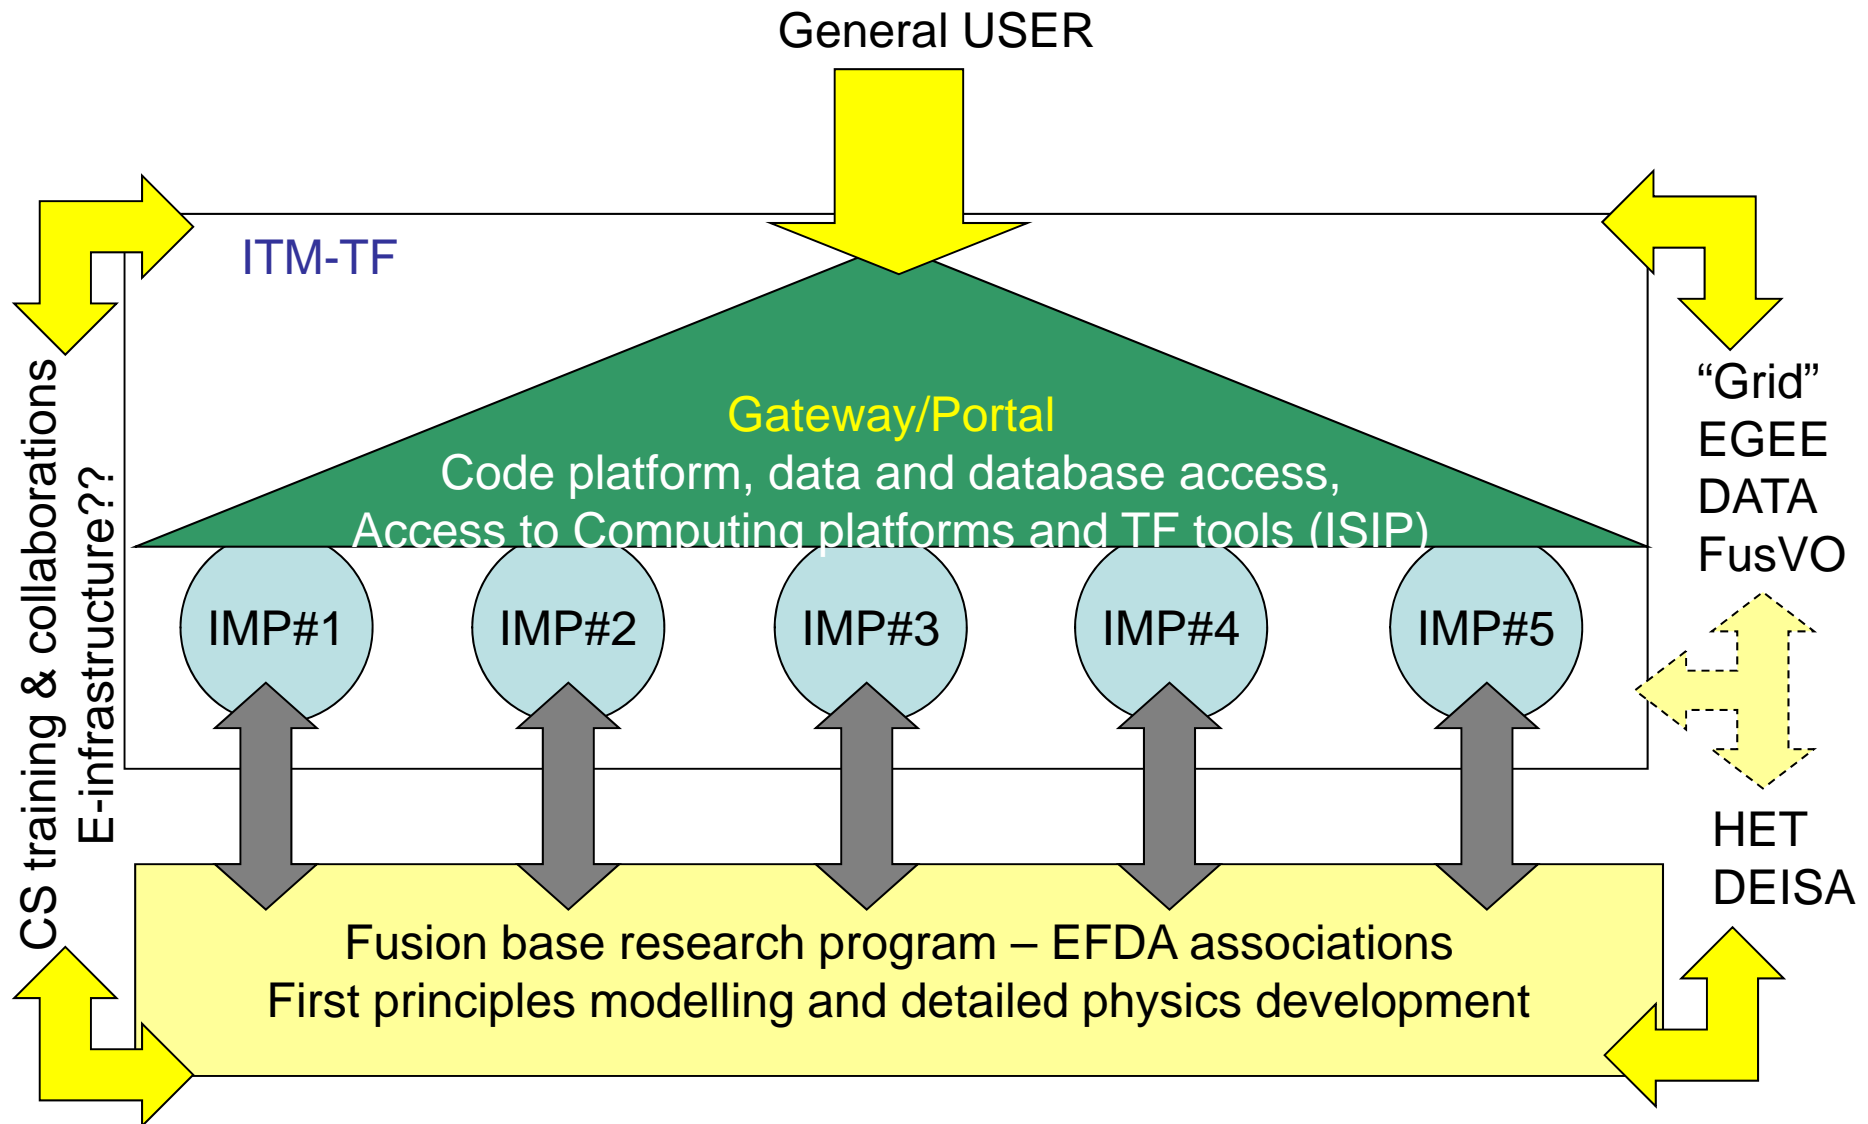 General USER
ITM-TF
Gateway/Portal
Code platform, data and database access,
Access to Computing platforms and TF tools (ISIP)
IMP#1
IMP#2
IMP#3
IMP#4
IMP#5
CS training & collaborations
E-infrastructure??
“Grid”
EGEE
DATA
FusVO
HET
DEISA
Fusion base research program – EFDA associations
First principles modelling and detailed physics development